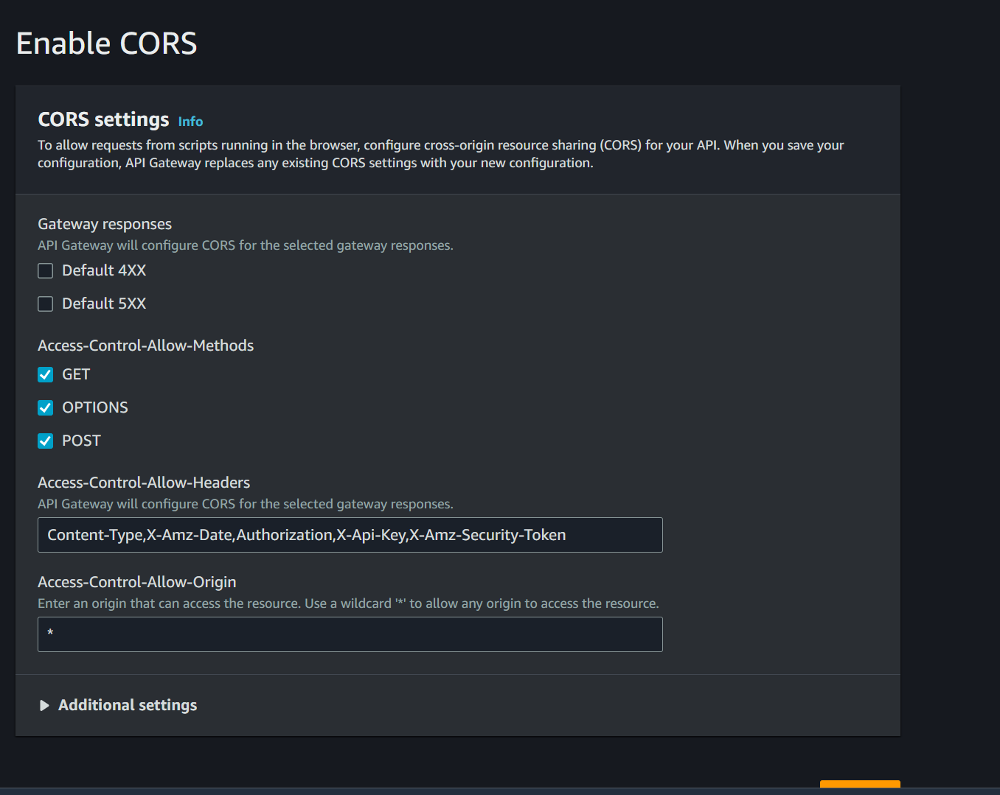 Enable CORS
CORS settings Info
To allow requests from scripts running in the browser, configure cross-origin resource sharing (CORS) for your API. When you save your
configuration, API Gateway replaces any existing CORS settings with your new configuration.
Gateway responses
API Gateway will configure CORS for the selected gateway responses.
Default 4XX
Default 5XX
Access-Control-Allow-Methods
GET
OPTIONS
POST
Access-Control-Allow-Headers
API Gateway will configure CORS for the selected gateway responses.
Content-Type,X-Amz-Date,Authorization,X-Api-Key,X-Amz-Security-Token
Access-Control-Allow-Origin
Enter an origin that can access the resource. Use a wildcard '*' to allow any origin to access the resource.
*
Additional settings